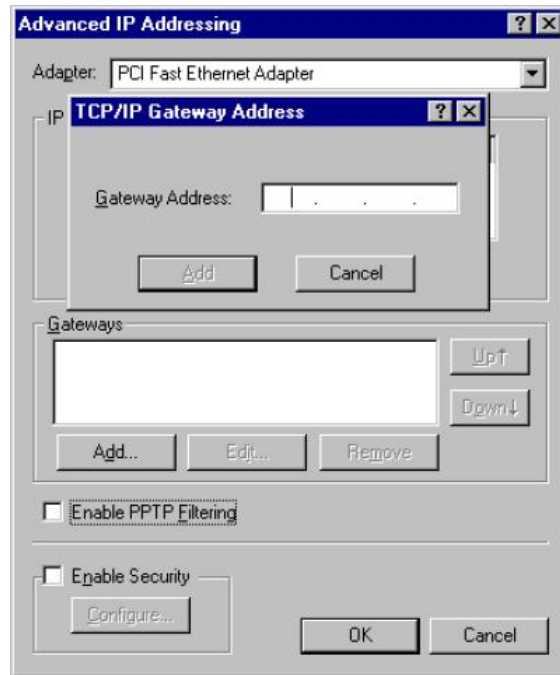 Advanced IP Addressing
Adapter: PCI Fast Ethernet Adapter
IP
TCP/IP Gateway Address
Gateway Address: . . .
Add Cancel
Gateways
Up↑
Down↓
Add... Edit... Remove
Enable PPTP Filtering
Enable Security
Configure...
OK Cancel